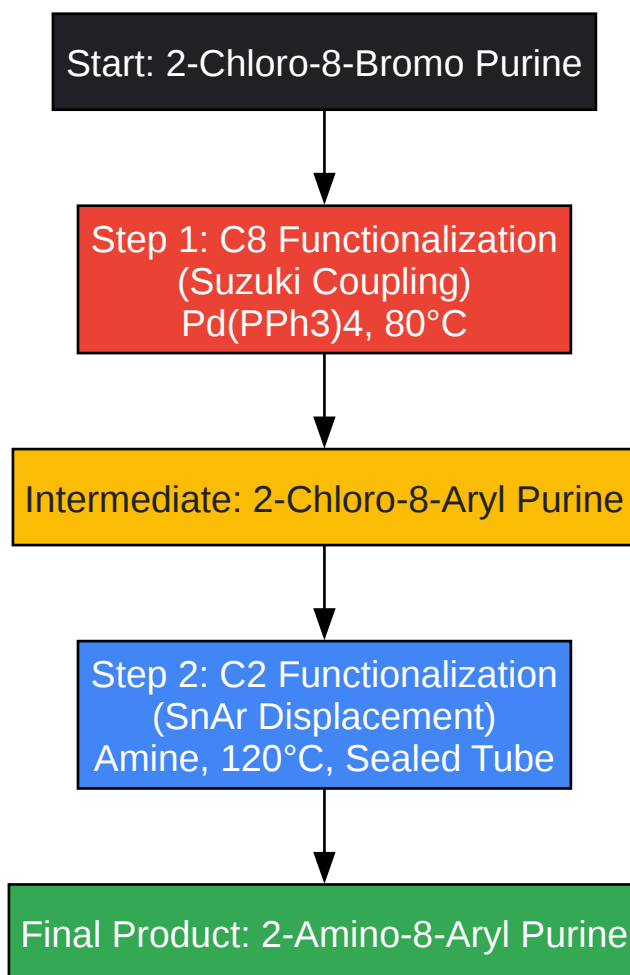 Start: 2-Chloro-8-Bromo Purine
Step 1: C8 Functionalization
(Suzuki Coupling)
Pd(PPh3)4, 80°C
Intermediate: 2-Chloro-8-Aryl Purine
Step 2: C2 Functionalization
(SnAr Displacement)
Amine, 120°C, Sealed Tube
Final Product: 2-Amino-8-Aryl Purine